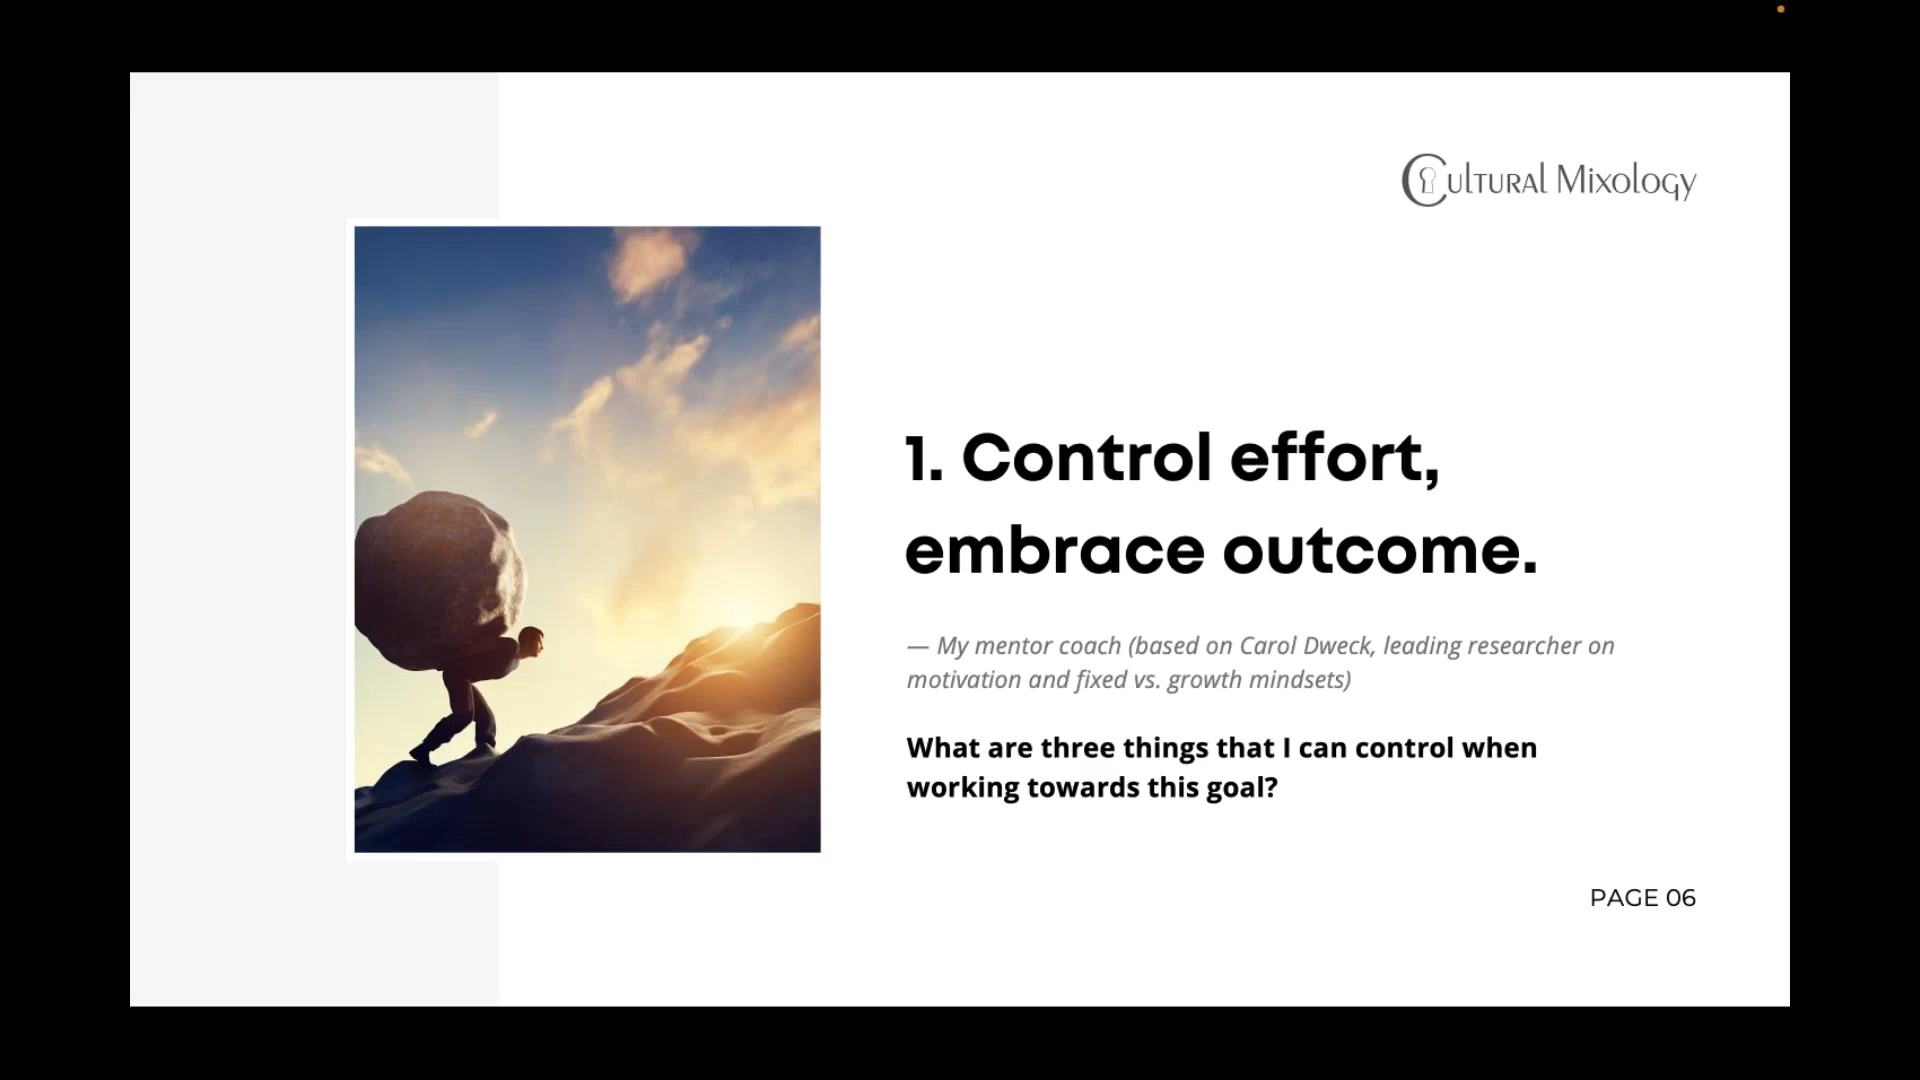 Cultural Mixology
1. Control effort,
embrace outcome.
— My mentor coach (based on Carol Dweck, leading researcher on
motivation and fixed vs. growth mindsets)
What are three things that I can control when
working towards this goal?
PAGE 06